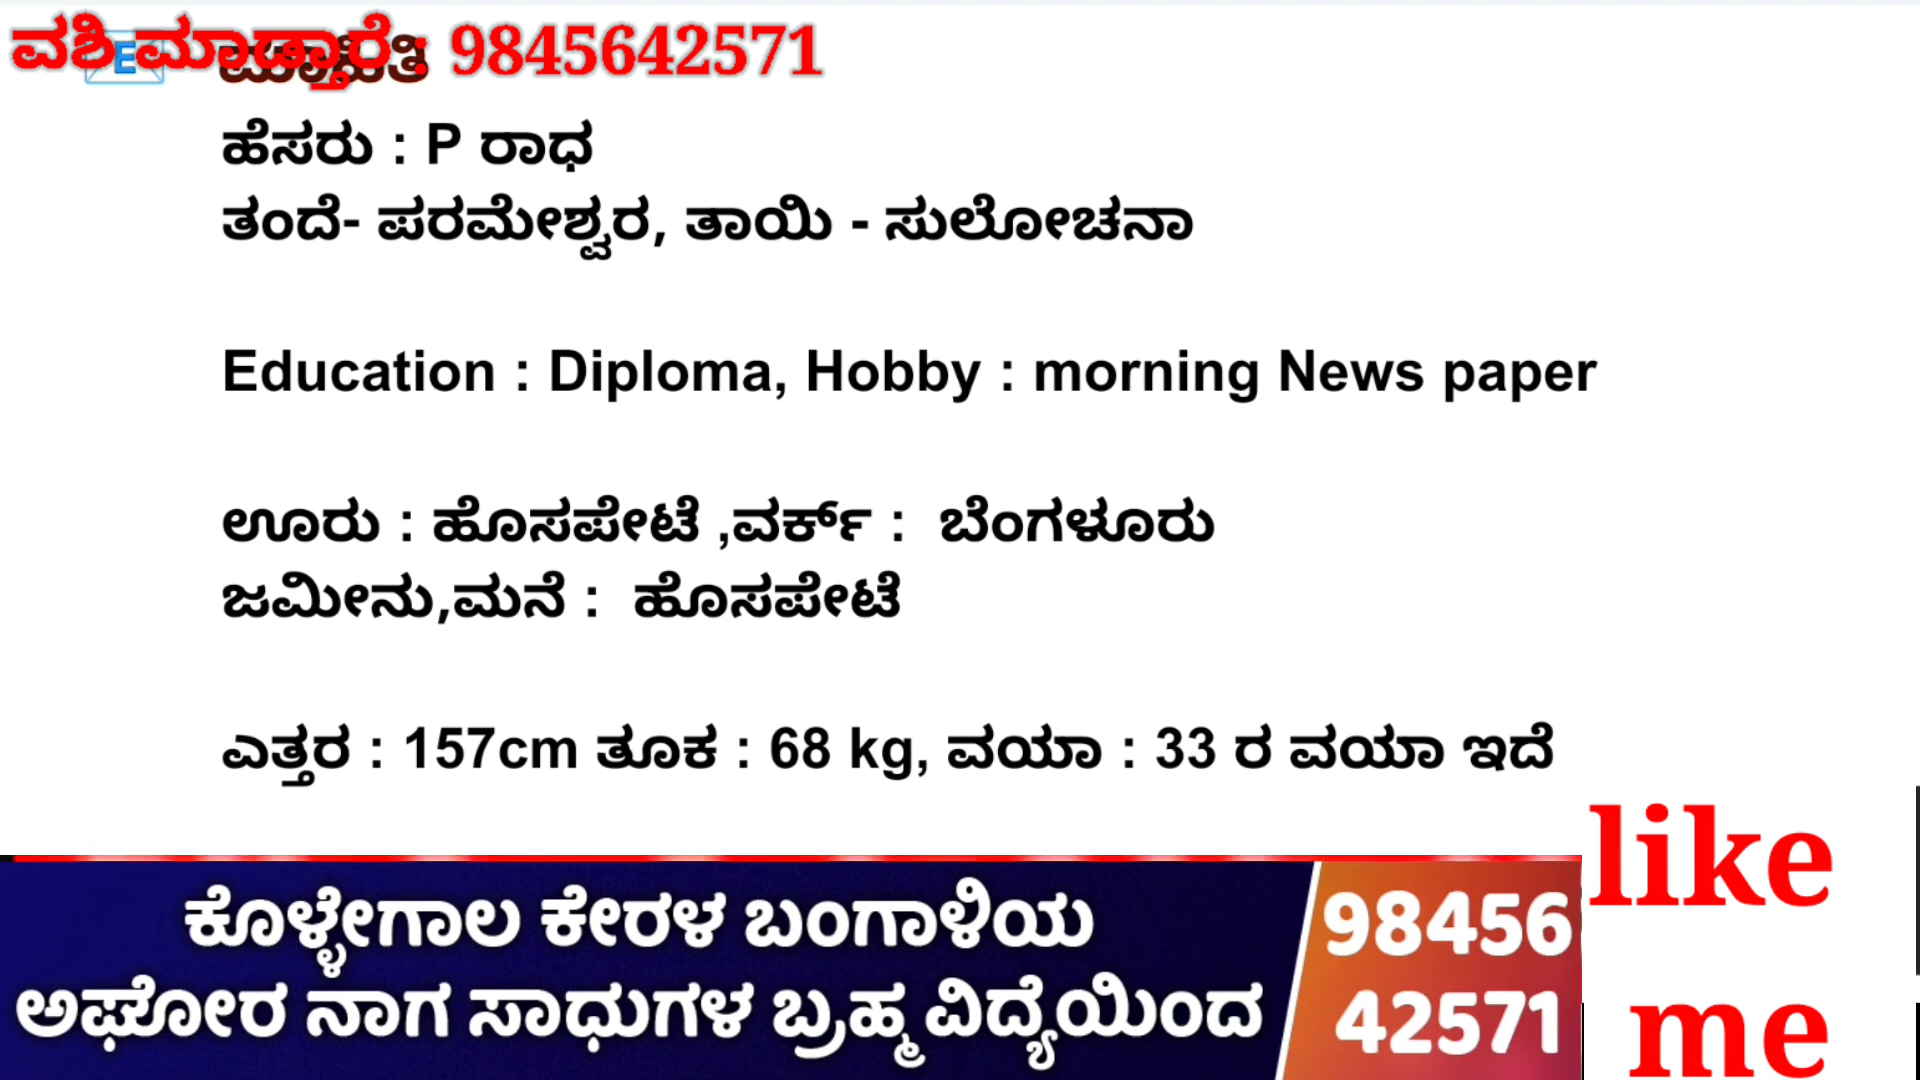 ವಶಿ ಮಾಡ್ತಾರೆ : 9845642571
ಮಾಹಿತಿ
ಹೆಸರು : P ರಾಧ
ತಂದೆ- ಪರಮೇಶ್ವರ, ತಾಯಿ - ಸುಲೋಚನಾ
Education : Diploma, Hobby : morning News paper
ಊರು : ಹೊಸಪೇಟೆ ,ವರ್ಕ್ : ಬೆಂಗಳೂರು
ಜಮೀನು,ಮನೆ : ಹೊಸಪೇಟೆ
ಎತ್ತರ : 157cm ತೂಕ : 68 kg, ವಯಾ : 33 ರ ವಯಾ ಇದೆ
ಕೊಳ್ಳೇಗಾಲ ಕೇರಳ ಬಂಗಾಳಿಯ
ಅಘೋರ ನಾಗ ಸಾಧುಗಳ ಬ್ರಹ್ಮ ವಿದ್ಯೆಯಿಂದ
98456
42571
like
me